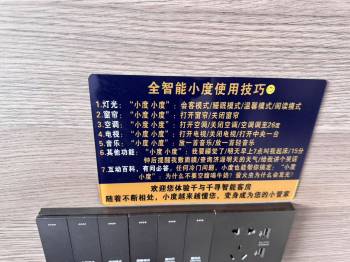 全智能小度使用技巧
1.灯光：“小度小度”：会客模式/睡眠模式/温馨模式/阅读模式
2.窗帘：“小度小度”：打开窗帘/关闭窗帘
3.空调：“小度小度”：打开空调/关闭空调/空调调至26度
4.电视：“小度小度”：打开电视/关闭电视/打开中央一台
5.音乐：“小度小度”：放一首音乐/放一首轻音乐
6.其他功能：“小度小度”：我要睡觉了/明天早上7点叫我起床/15分
钟后提醒我敷面膜/查询济南明天的天气/给我讲个笑话
7.互动百科，有问必答，任何冷门问题，小度也能帮你搞定：“小度
小度”：为什么不要空腹喝牛奶？萤火虫为什么会发光？
欢迎您体验千与千寻智能客房
随着不断相处，小度越来越懂您，变身成为您的小管家